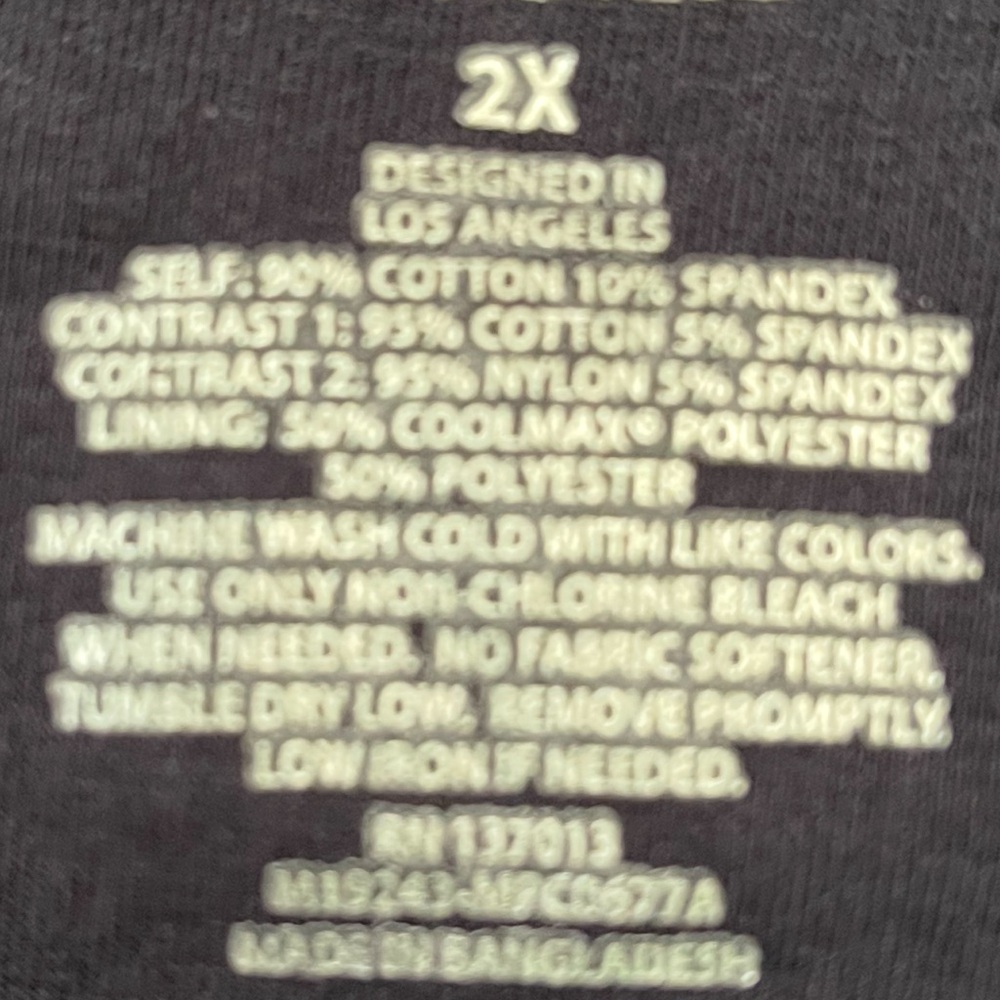 2X
DESIGNED IN
LOS ANGELES
SELF: 90% COTTON 10% SPANDEX
CONTRAST 1: 95% COTTON 5% SPANDEX
CONTRAST 2: 95% NYLON 5% SPANDEX
LINING: 50% COOLMAX® POLYESTER
50% POLYESTER
MACHINE WASH COLD WITH LIKE COLORS.
USE ONLY NON-CHLORINE BLEACH
WHEN NEEDED. NO FABRIC SOFTENER.
TUMBLE DRY LOW. REMOVE PROMPTLY.
LOW IRON IF NEEDED.
RN 137013
MADE IN BANGLADESH